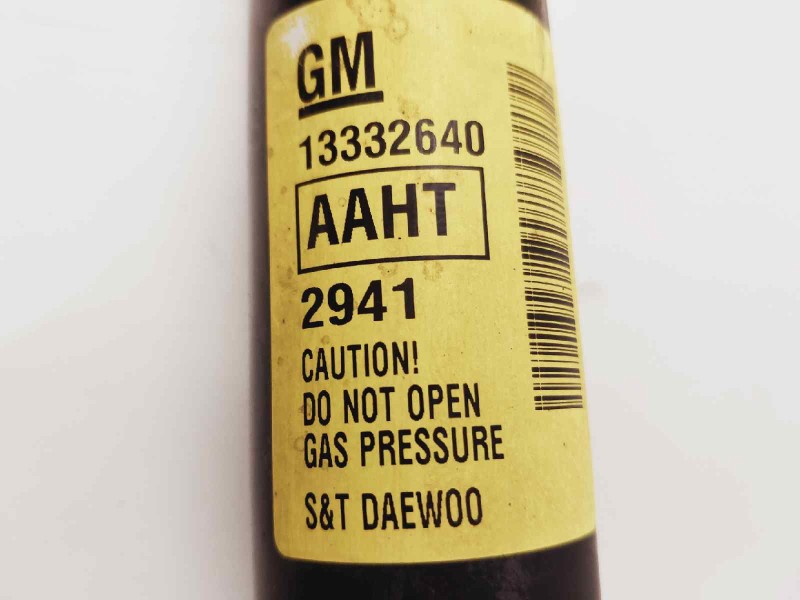 GM
13332640
AAHT
2941
CAUTION!
DO NOT OPEN
GAS PRESSURE
S&T DAEWOO